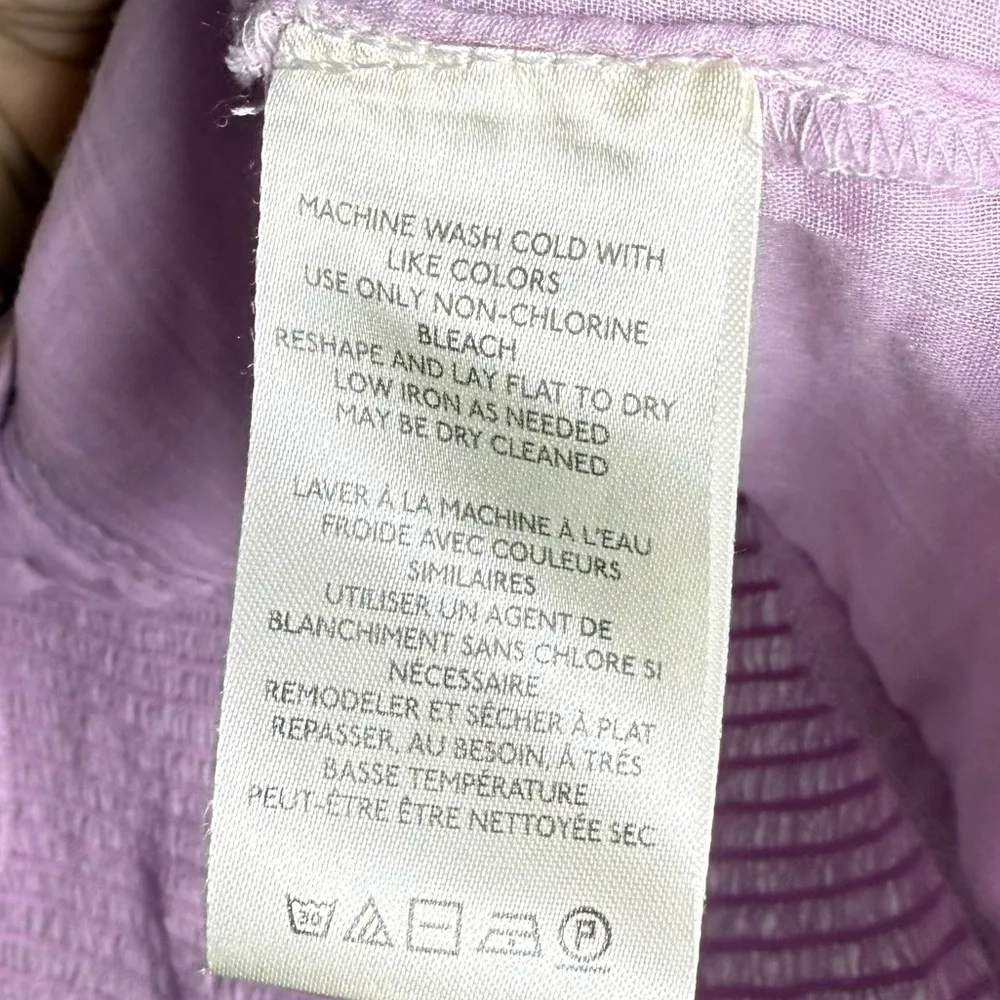 MACHINE WASH COLD WITH
LIKE COLORS
USE ONLY NON-CHLORINE
BLEACH
RESHAPE AND LAY FLAT TO DRY
LOW IRON AS NEEDED
MAY BE DRY CLEANED
LAVER À LA MACHINE À L'EAU
FROIDE AVEC COULEURS
SIMILAIRES
UTILISER UN AGENT DE
BLANCHIMENT SANS CHLORE SI
NÉCESSAIRE
REMODELER ET SÉCHER À PLAT
REPASSER, AU BESOIN, À TRÉS
BASSE TEMPÉRATURE
PEUT-ÊTRE ÊTRE NETTOYÉE SEC
30 P